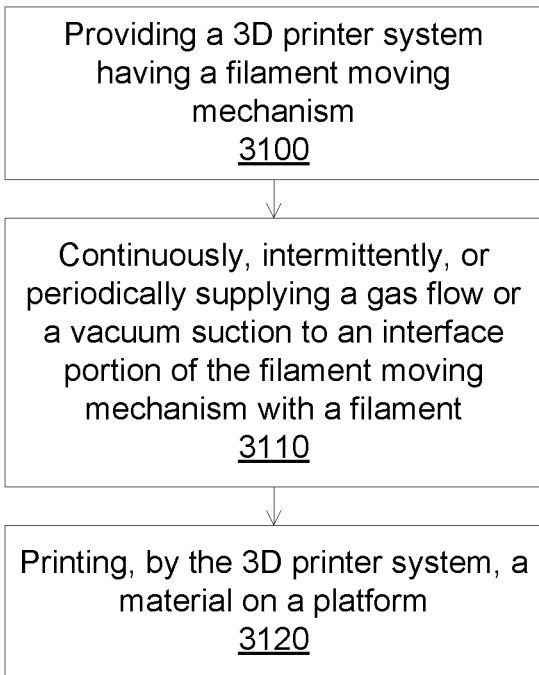 Providing a 3D printer system
having a filament moving
mechanism
3100
Continuously, intermittently, or
periodically supplying a gas flow or
a vacuum suction to an interface
portion of the filament moving
mechanism with a filament
3110
Printing, by the 3D printer system, a
material on a platform
3120